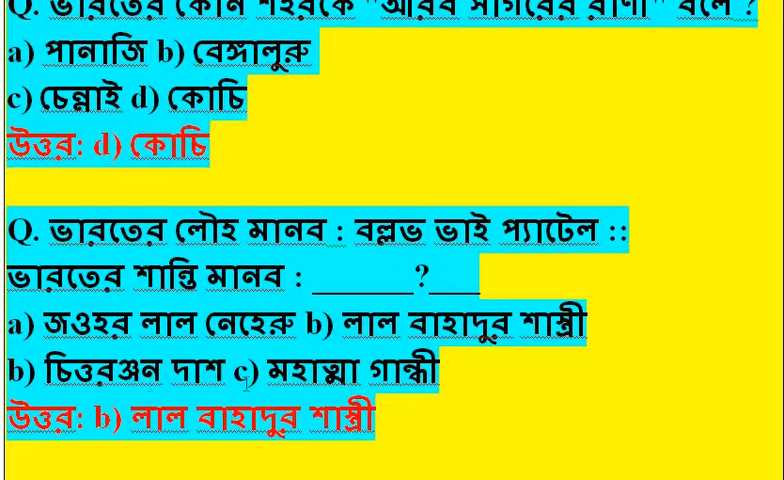 Q. ভারতের কোন শহরকে "আরব সাগরের রাণী" বলে ?
a) পানাজি b) বেঙ্গালুরু
c) চেন্নাই d) কোচি
উত্তর: d) কোচি
Q. ভারতের লৌহ মানব : বল্লভ ভাই প্যাটেল ::
ভারতের শান্তি মানব : _______?____
a) জওহর লাল নেহেরু b) লাল বাহাদুর শাস্ত্রী
b) চিত্তরঞ্জন দাশ c) মহাত্মা গান্ধী
উত্তর: b) লাল বাহাদুর শাস্ত্রী